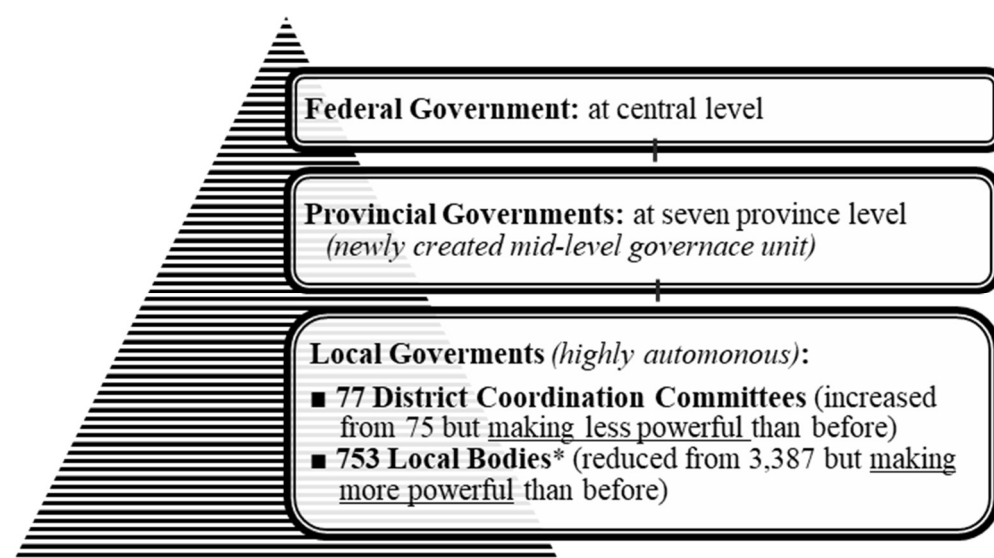 Federal Government: at central level
Provincial Governments: at seven province level
(newly created mid-level governace unit)
Local Goverments (highly automonous):
■ 77 District Coordination Committees (increased
from 75 but making less powerful than before)
■ 753 Local Bodies* (reduced from 3,387 but making
more powerful than before)